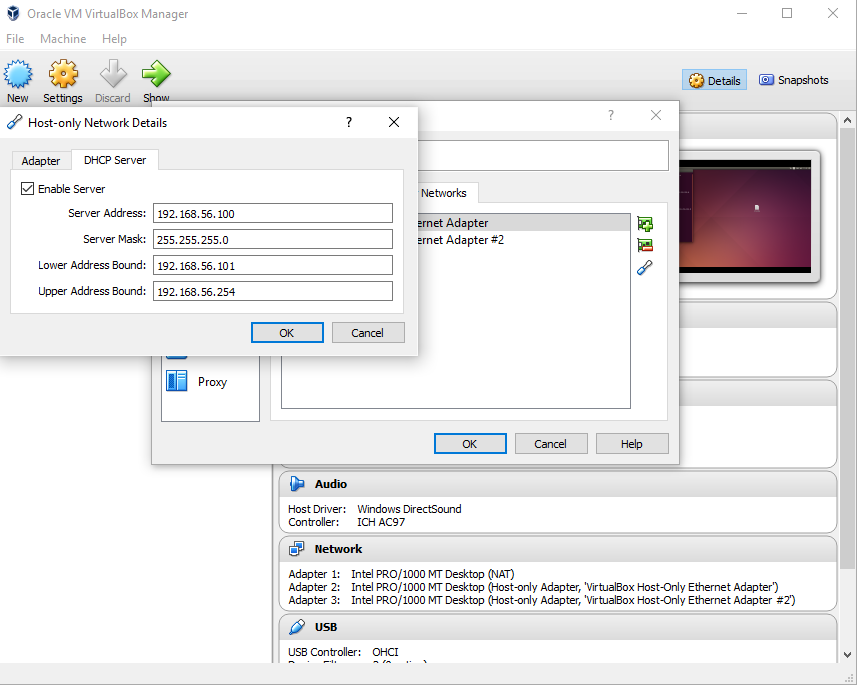 Oracle VM VirtualBox Manager
File Machine Help
New Settings Discard Show
Details Snapshots
Host-only Network Details
? ×
Adapter DHCP Server
Enable Server
Server Address: 192.168.56.100
Server Mask: 255.255.255.0
Lower Address Bound: 192.168.56.101
Upper Address Bound: 192.168.56.254
OK Cancel
?
Networks
ernet Adapter
ernet Adapter #2
Proxy
OK Cancel Help
Audio
Host Driver: Windows DirectSound
Controller: ICH AC97
Network
Adapter 1: Intel PRO/1000 MT Desktop (NAT)
Adapter 2: Intel PRO/1000 MT Desktop (Host-only Adapter, 'VirtualBox Host-Only Ethernet Adapter')
Adapter 3: Intel PRO/1000 MT Desktop (Host-only Adapter, 'VirtualBox Host-Only Ethernet Adapter #2')
USB
USB Controller: OHCI